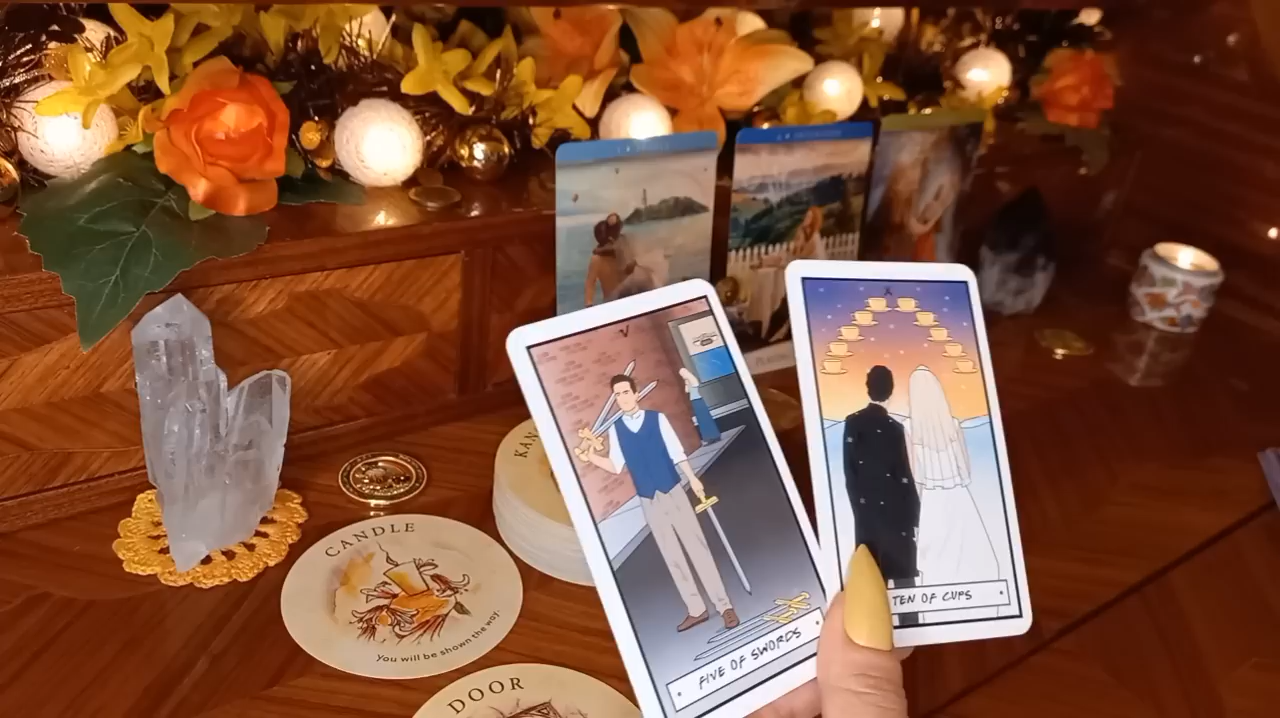 V
X
FIVE OF SWORDS
TEN OF CUPS
KAN
CANDLE
You will be shown the way.
DOOR